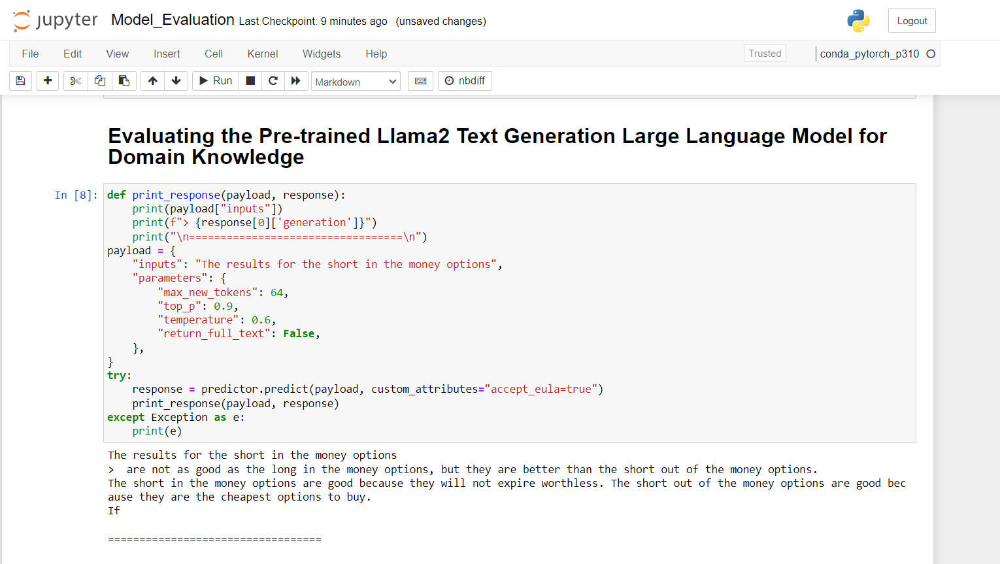 jupyter Model_Evaluation Last Checkpoint: 9 minutes ago (unsaved changes) Logout
File Edit View Insert Cell Kernel Widgets Help Trusted conda_pytorch_p310
Run Markdown nbdiff
Evaluating the Pre-trained Llama2 Text Generation Large Language Model for
Domain Knowledge
In [8]: def print_response(payload, response):
    print(payload["inputs"])
    print(f"> {response[0]['generation']}")
    print("\n==================================\n")
payload = {
    "inputs": "The results for the short in the money options",
    "parameters": {
        "max_new_tokens": 64,
        "top_p": 0.9,
        "temperature": 0.6,
        "return_full_text": False,
    },
}
try:
    response = predictor.predict(payload, custom_attributes="accept_eula=true")
    print_response(payload, response)
except Exception as e:
    print(e)
The results for the short in the money options
>  are not as good as the long in the money options, but they are better than the short out of the money options.
The short in the money options are good because they will not expire worthless. The short out of the money options are good bec
ause they are the cheapest options to buy.
If
==================================